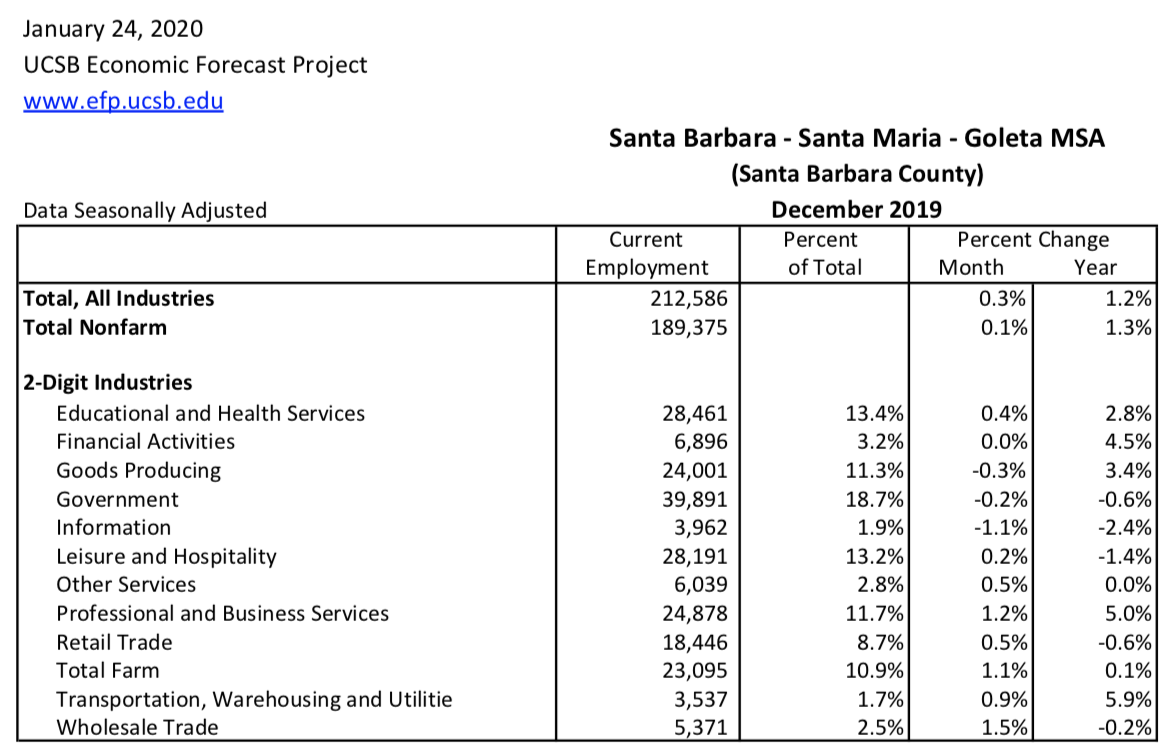 January 24, 2020
UCSB Economic Forecast Project
www.efp.ucsb.edu
Santa Barbara - Santa Maria - Goleta MSA
(Santa Barbara County)
Data Seasonally Adjusted December 2019
Current Percent Percent Change
Employment of Total Month Year
Total, All Industries 212,586 0.3% 1.2%
Total Nonfarm 189,375 0.1% 1.3%
2-Digit Industries
Educational and Health Services 28,461 13.4% 0.4% 2.8%
Financial Activities 6,896 3.2% 0.0% 4.5%
Goods Producing 24,001 11.3% -0.3% 3.4%
Government 39,891 18.7% -0.2% -0.6%
Information 3,962 1.9% -1.1% -2.4%
Leisure and Hospitality 28,191 13.2% 0.2% -1.4%
Other Services 6,039 2.8% 0.5% 0.0%
Professional and Business Services 24,878 11.7% 1.2% 5.0%
Retail Trade 18,446 8.7% 0.5% -0.6%
Total Farm 23,095 10.9% 1.1% 0.1%
Transportation, Warehousing and Utilitie 3,537 1.7% 0.9% 5.9%
Wholesale Trade 5,371 2.5% 1.5% -0.2%